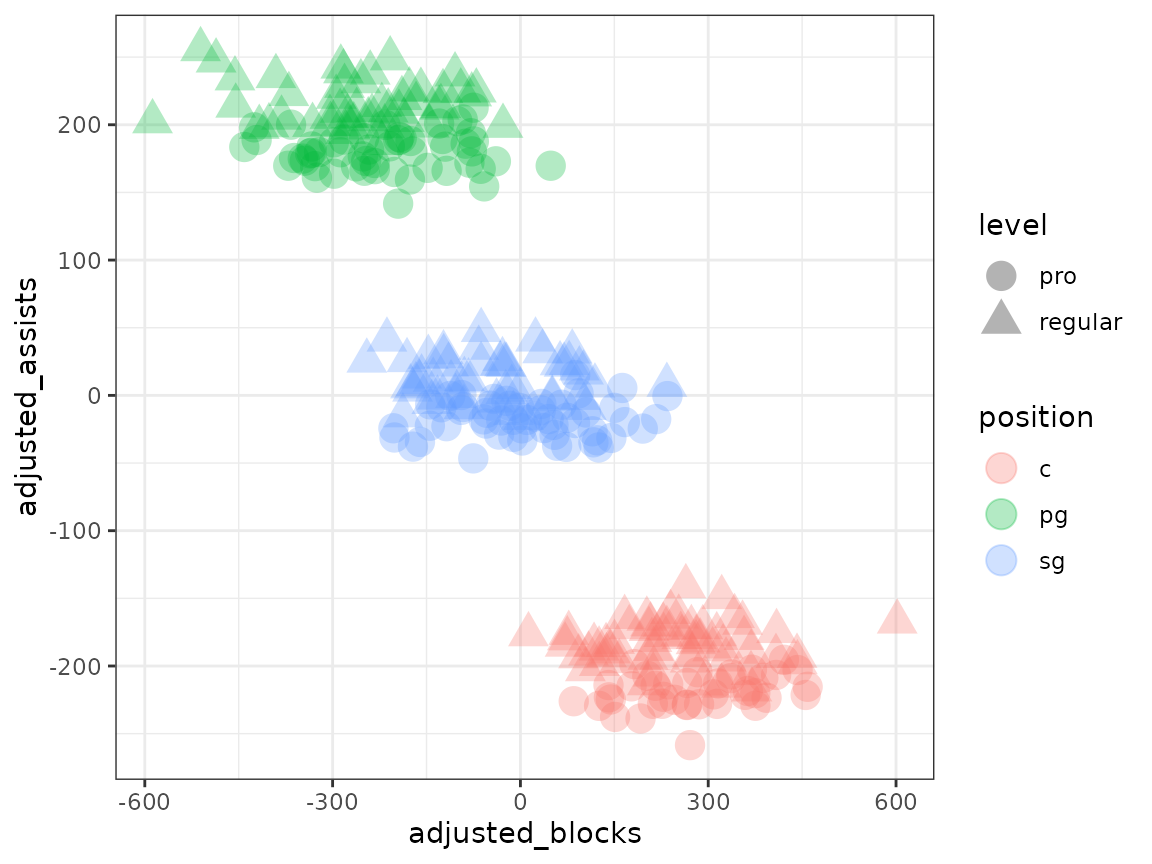 200
100
0
-100
-200
-600
-300
0
300
600
adjusted_blocks
adjusted_assists
level
pro
regular
position
c
pg
sg